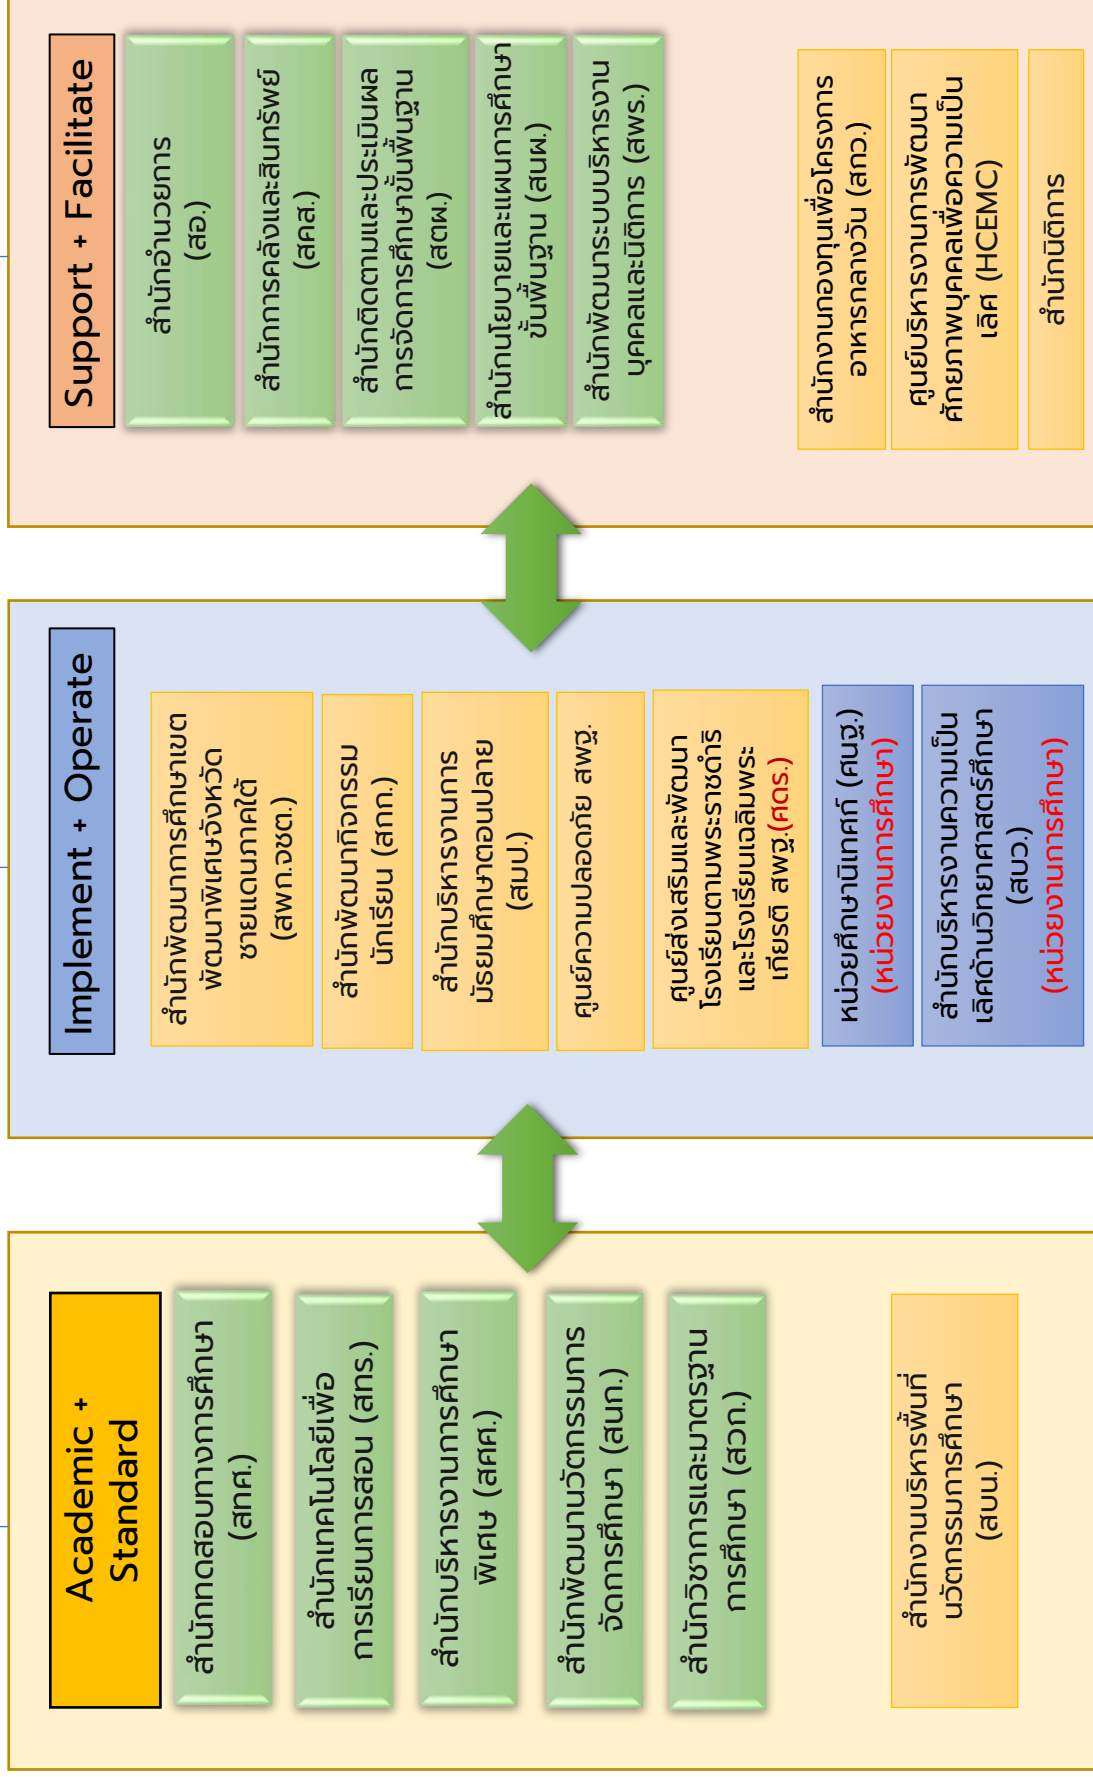 Academic +
Standard
สำนักทดสอบทางการศึกษา
(สทศ.)
สำนักเทคโนโลยีเพื่อ
การเรียนการสอน (สทร.)
สำนักบริหารงานการศึกษา
พิเศษ (สศศ.)
สำนักพัฒนานวัตกรรมการ
จัดการศึกษา (สนก.)
สำนักวิชาการและมาตรฐาน
การศึกษา (สวก.)
สำนักงานบริหารพื้นที่
นวัตกรรมการศึกษา
(สบน.)
Implement + Operate
สำนักพัฒนาการศึกษาเขต
พัฒนาพิเศษจังหวัด
ชายแดนภาคใต้
(สพก.จชต.)
สำนักพัฒนากิจกรรม
นักเรียน (สกก.)
สำนักบริหารงานการ
มัธยมศึกษาตอนปลาย
(สมป.)
ศูนย์ความปลอดภัย สพฐ.
ศูนย์ส่งเสริมและพัฒนา
โรงเรียนตามพระราชดำริ
และโรงเรียนเฉลิมพระ
เกียรติ สพฐ.(ศดร.)
หน่วยศึกษานิเทศก์ (ศนฐ.)
(หน่วยงานการศึกษา)
สำนักบริหารงานความเป็น
เลิศด้านวิทยาศาสตร์ศึกษา
(สบว.)
(หน่วยงานการศึกษา)
Support + Facilitate
สำนักอำนวยการ
(สอ.)
สำนักการคลังและสินทรัพย์
(สคส.)
สำนักติดตามและประเมินผล
การจัดการศึกษาขั้นพื้นฐาน
(สตผ.)
สำนักนโยบายและแผนการศึกษา
ขั้นพื้นฐาน (สนผ.)
สำนักพัฒนาระบบบริหารงาน
บุคคลและนิติการ (สพร.)
สำนักงานกองทุนเพื่อโครงการ
อาหารกลางวัน (สกว.)
ศูนย์บริหารงานการพัฒนา
ศักยภาพบุคคลเพื่อความเป็น
เลิศ (HCEMC)
สำนักนิติการ